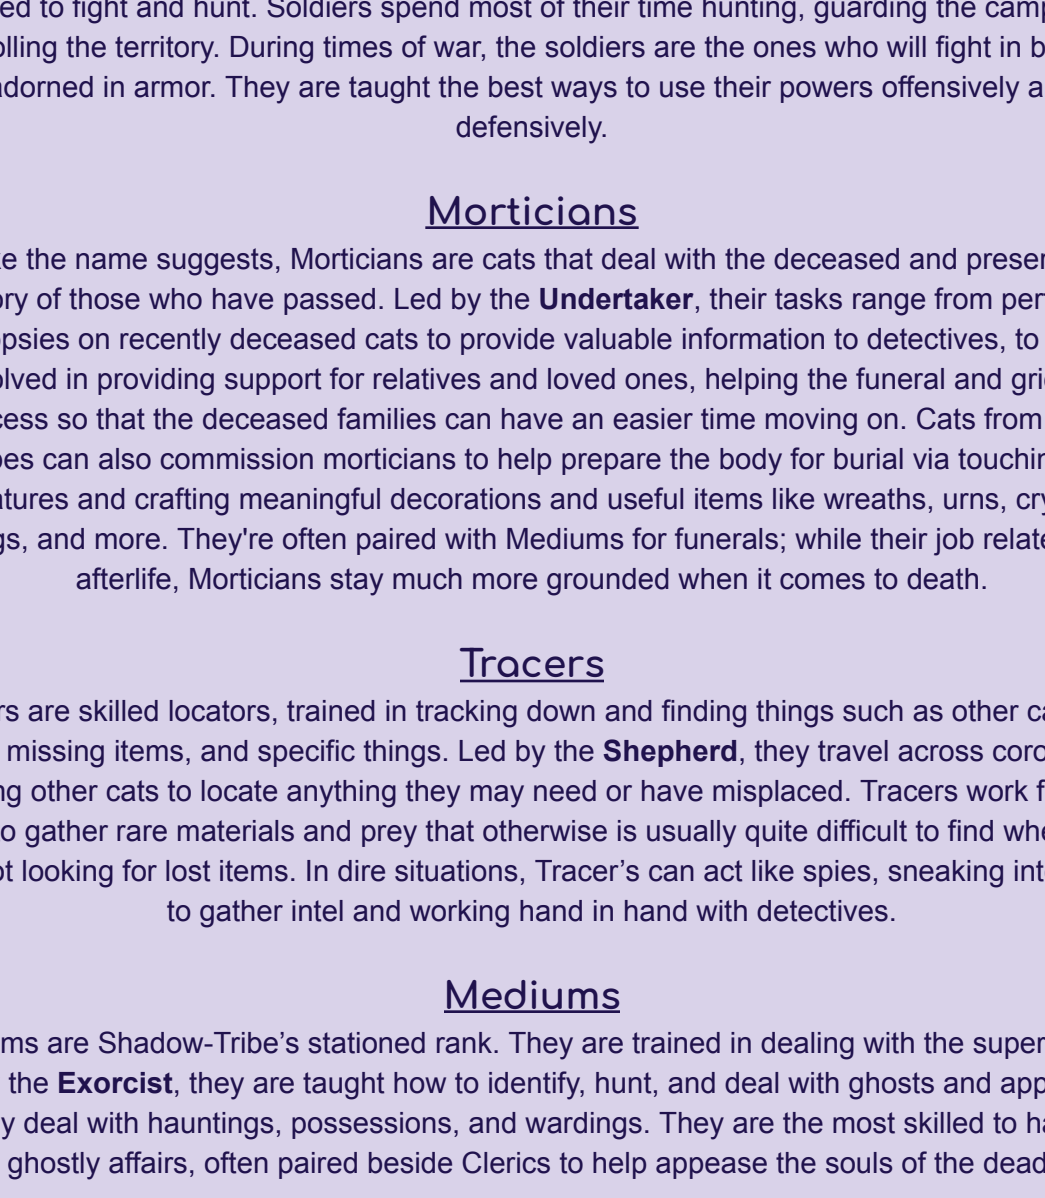 ed to fight and hunt. Soldiers spend most of their time hunting, guarding the camp
olling the territory. During times of war, the soldiers are the ones who will fight in b
adorned in armor. They are taught the best ways to use their powers offensively a
defensively.
Morticians
ke the name suggests, Morticians are cats that deal with the deceased and preser
ory of those who have passed. Led by the Undertaker, their tasks range from per
opsies on recently deceased cats to provide valuable information to detectives, to
olved in providing support for relatives and loved ones, helping the funeral and gri
cess so that the deceased families can have an easier time moving on. Cats from
bes can also commission morticians to help prepare the body for burial via touchin
atures and crafting meaningful decorations and useful items like wreaths, urns, cry
gs, and more. They're often paired with Mediums for funerals; while their job relate
afterlife, Morticians stay much more grounded when it comes to death.
Tracers
rs are skilled locators, trained in tracking down and finding things such as other ca
missing items, and specific things. Led by the Shepherd, they travel across coro
ng other cats to locate anything they may need or have misplaced. Tracers work f
to gather rare materials and prey that otherwise is usually quite difficult to find whe
ot looking for lost items. In dire situations, Tracer’s can act like spies, sneaking int
to gather intel and working hand in hand with detectives.
Mediums
ms are Shadow-Tribe’s stationed rank. They are trained in dealing with the super
the Exorcist, they are taught how to identify, hunt, and deal with ghosts and app
y deal with hauntings, possessions, and wardings. They are the most skilled to ha
ghostly affairs, often paired beside Clerics to help appease the souls of the dead